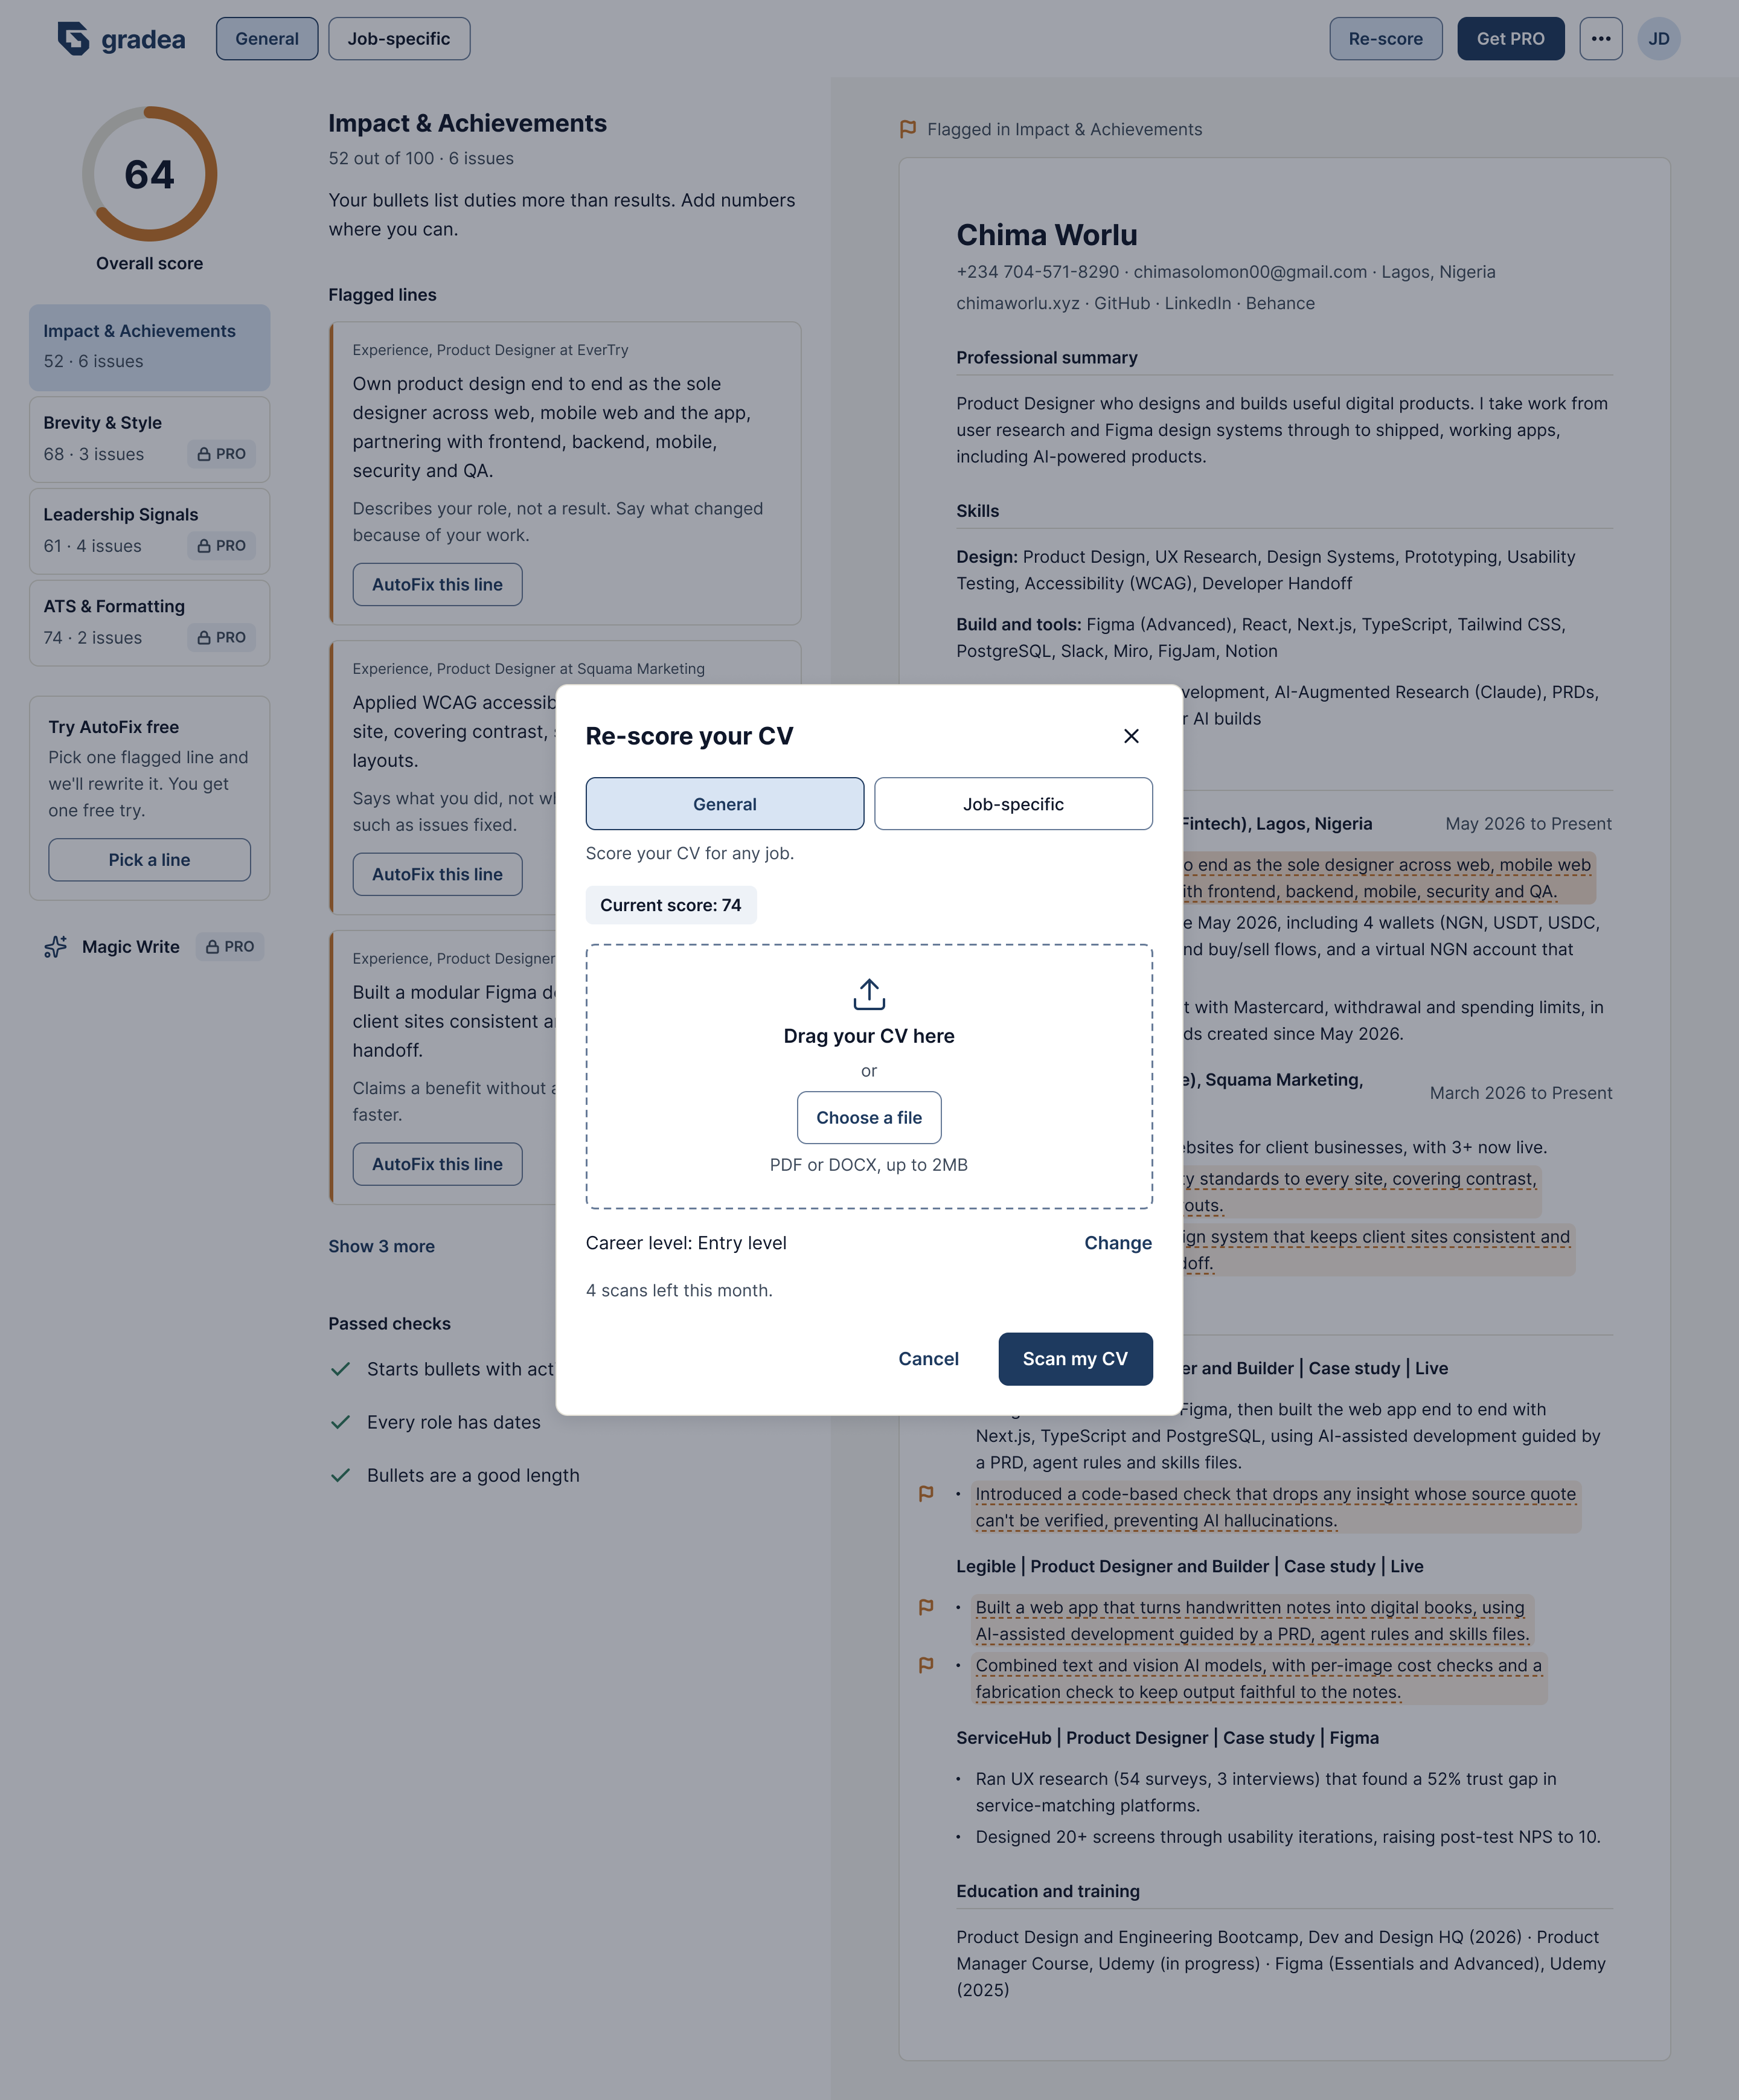 gradea
General
Job-specific
Re-score
Get PRO
JD
64
Overall score
Impact & Achievements
52 · 6 issues
Brevity & Style
68 · 3 issues
PRO
Leadership Signals
61 · 4 issues
PRO
ATS & Formatting
74 · 2 issues
PRO
Try AutoFix free
Pick one flagged line and
we'll rewrite it. You get
one free try.
Pick a line
Magic Write
PRO
Impact & Achievements
52 out of 100 · 6 issues
Your bullets list duties more than results. Add numbers
where you can.
Flagged lines
Experience, Product Designer at EverTry
Own product design end to end as the sole
designer across web, mobile web and the app,
partnering with frontend, backend, mobile,
security and QA.
Describes your role, not a result. Say what changed
because of your work.
AutoFix this line
Experience, Product Designer at Squama Marketing
Applied WCAG
site, covering contrast,
layouts.
Says what you did, not
such as issues fixed.
AutoFix this line
Experience, Product Designer
Built a modular Figma
client sites consistent
handoff.
Claims a benefit without
faster.
AutoFix this line
Show 3 more
Passed checks
Starts bullets with
Every role has dates
Bullets are a good length
Re-score your CV
General
Job-specific
Score your CV for any job.
Current score: 74
Drag your CV here
or
Choose a file
PDF or DOCX, up to 2MB
Career level: Entry level
Change
4 scans left this month.
Cancel
Scan my CV
Flagged in Impact & Achievements
Chima Worlu
+234 704-571-8290 · chimasolomon00@gmail.com · Lagos, Nigeria
chimaworlu.xyz · GitHub · LinkedIn · Behance
Professional summary
Product Designer who designs and builds useful digital products. I take work from
user research and Figma design systems through to shipped, working apps,
including AI-powered products.
Skills
Design: Product Design, UX Research, Design Systems, Prototyping, Usability
Testing, Accessibility (WCAG), Developer Handoff
Build and tools: Figma (Advanced), React, Next.js, TypeScript, Tailwind CSS,
PostgreSQL, Slack, Miro, FigJam, Notion
AI-Augmented Research (Claude), PRDs,
AI builds
Fintech), Lagos, Nigeria
May 2026 to Present
end as the sole designer across web, mobile web
with frontend, backend, mobile, security and QA.
May 2026, including 4 wallets (NGN, USDT, USDC,
and buy/sell flows, and a virtual NGN account that
with Mastercard, withdrawal and spending limits, in
created since May 2026.
Squama Marketing,
March 2026 to Present
websites for client businesses, with 3+ now live.
standards to every site, covering contrast,
layouts.
system that keeps client sites consistent and
handoff.
and Builder | Case study | Live
Figma, then built the web app end to end with
Next.js, TypeScript and PostgreSQL, using AI-assisted development guided by
a PRD, agent rules and skills files.
• Introduced a code-based check that drops any insight whose source quote
can't be verified, preventing AI hallucinations.
Legible | Product Designer and Builder | Case study | Live
• Built a web app that turns handwritten notes into digital books, using
AI-assisted development guided by a PRD, agent rules and skills files.
• Combined text and vision AI models, with per-image cost checks and a
fabrication check to keep output faithful to the notes.
ServiceHub | Product Designer | Case study | Figma
• Ran UX research (54 surveys, 3 interviews) that found a 52% trust gap in
service-matching platforms.
• Designed 20+ screens through usability iterations, raising post-test NPS to 10.
Education and training
Product Design and Engineering Bootcamp, Dev and Design HQ (2026) · Product
Manager Course, Udemy (in progress) · Figma (Essentials and Advanced), Udemy
(2025)